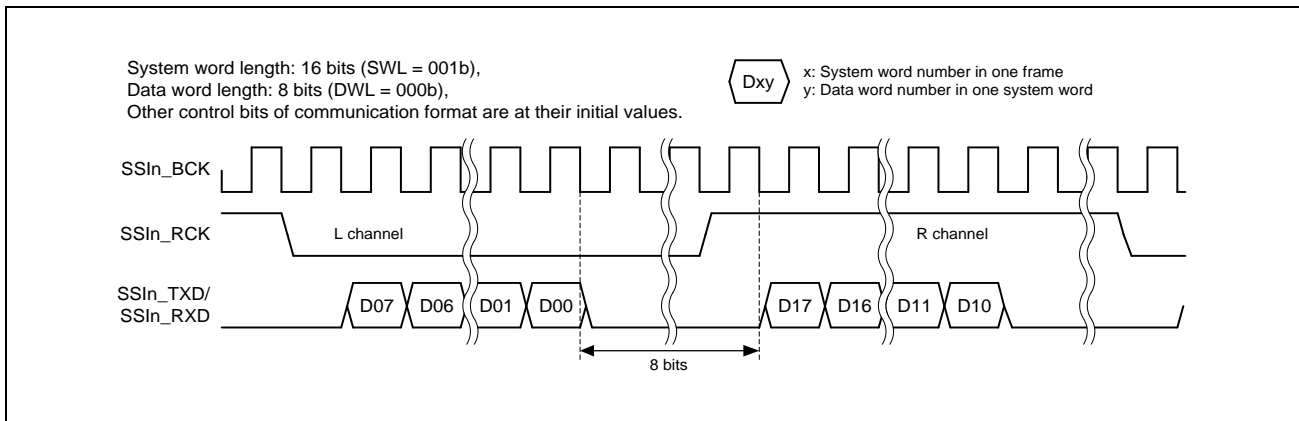 System word length: 16 bits (SWL = 001b),
Data word length: 8 bits (DWL = 000b),
Other control bits of communication format are at their initial values.
Dxy
x: System word number in one frame
y: Data word number in one system word
SSIn_BCK
SSIn_RCK
L channel
R channel
SSIn_TXD/
SSIn_RXD
D07 D06 D01 D00 D17 D16 D11 D10
8 bits